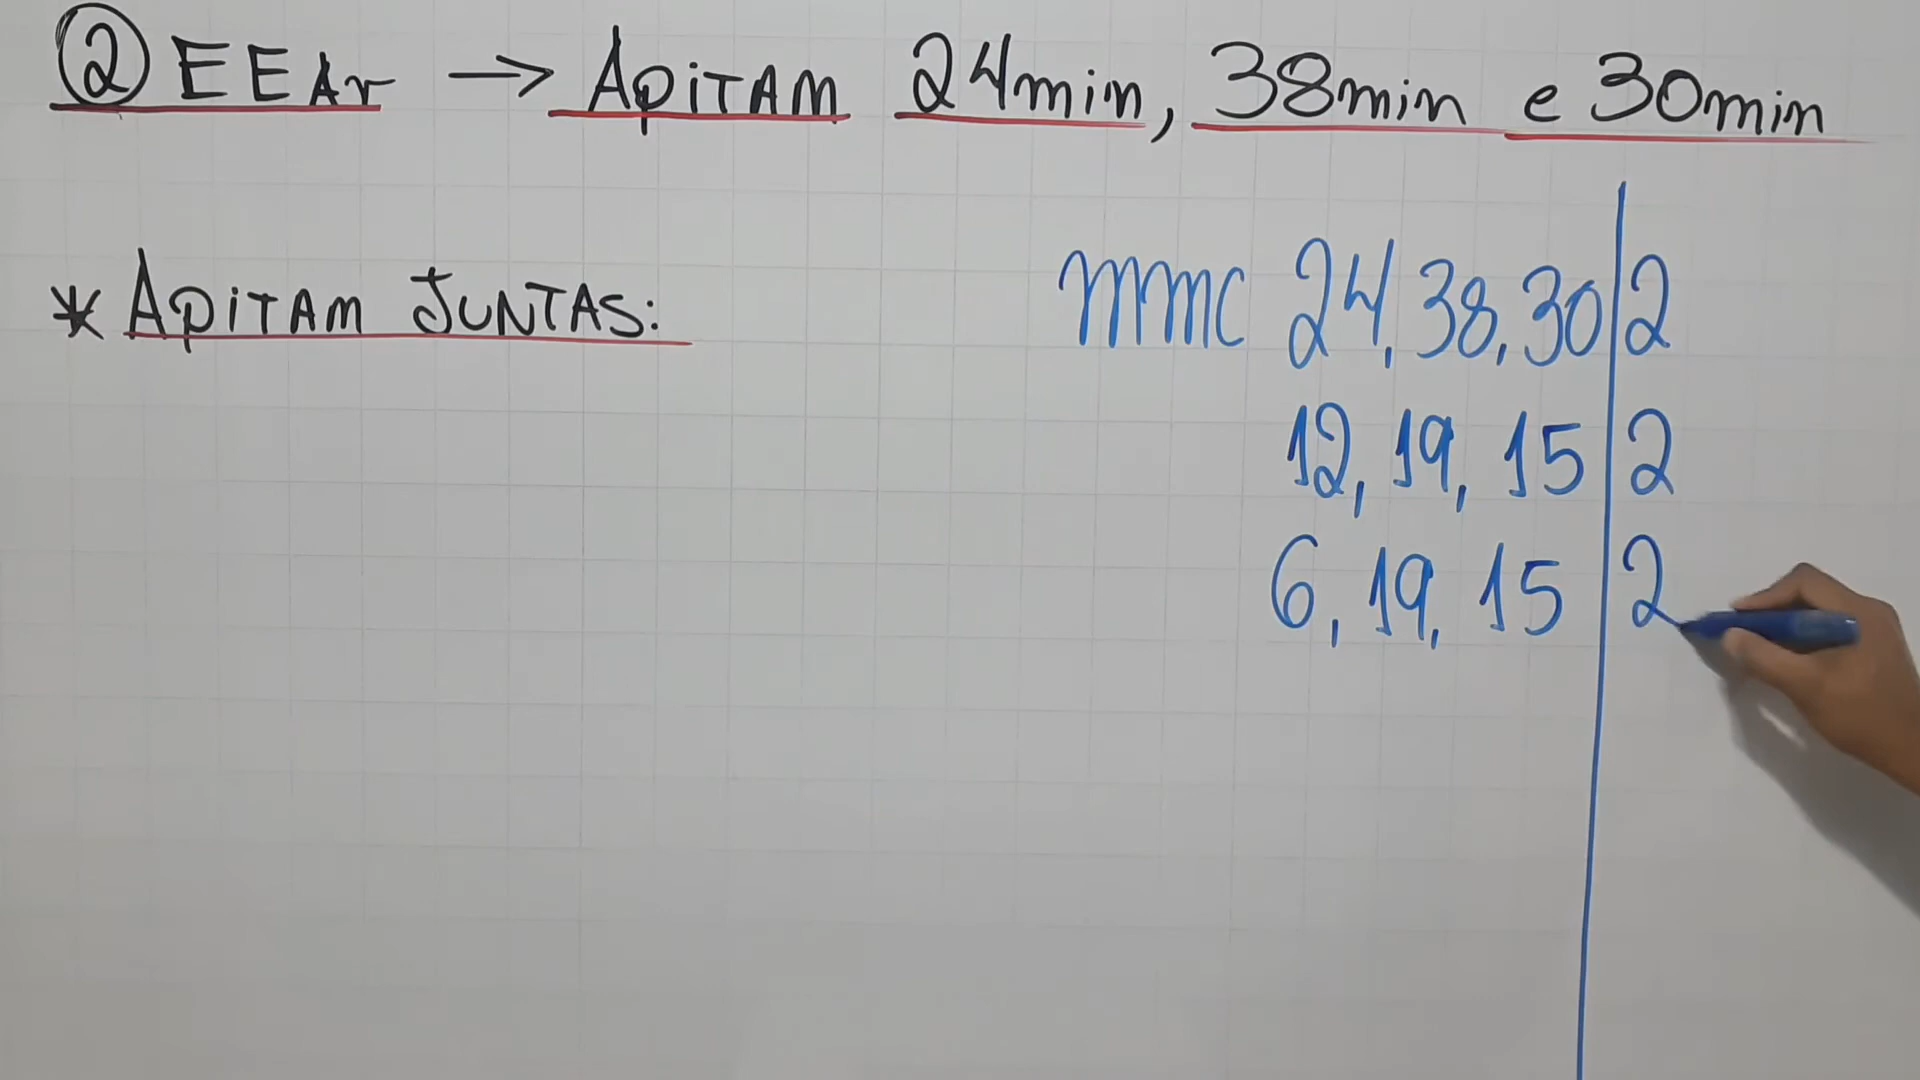 2 EEAr → APiTAM 24min, 38min e 30min
* APiTAM JUNTAS:
mmc 24, 38, 30 | 2
12, 19, 15 | 2
6, 19, 15 | 2